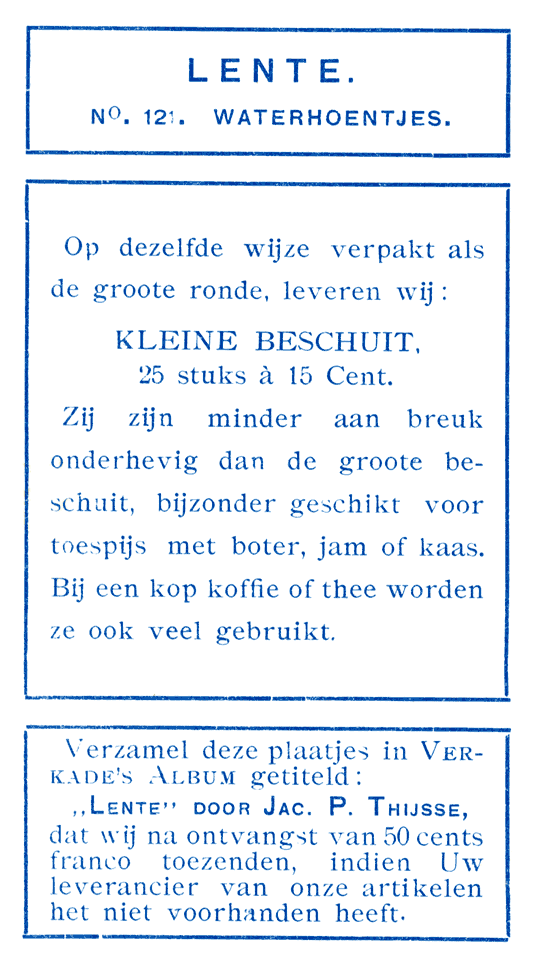 LENTE.
No. 121. WATERHOENTJES.
Op dezelfde wijze verpakt als
de groote ronde, leveren wij:
KLEINE BESCHUIT,
25 stuks à 15 Cent.
Zij zijn minder aan breuk
onderhevig dan de groote be-
schuit, bijzonder geschikt voor
toespijs met boter, jam of kaas.
Bij een kop koffie of thee worden
ze ook veel gebruikt.
Verzamel deze plaatjes in VER-
KADE'S ALBUM getiteld:
„LENTE” DOOR JAC. P. THIJSSE,
dat wij na ontvangst van 50 cents
franco toezenden, indien Uw
leverancier van onze artikelen
het niet voorhanden heeft.